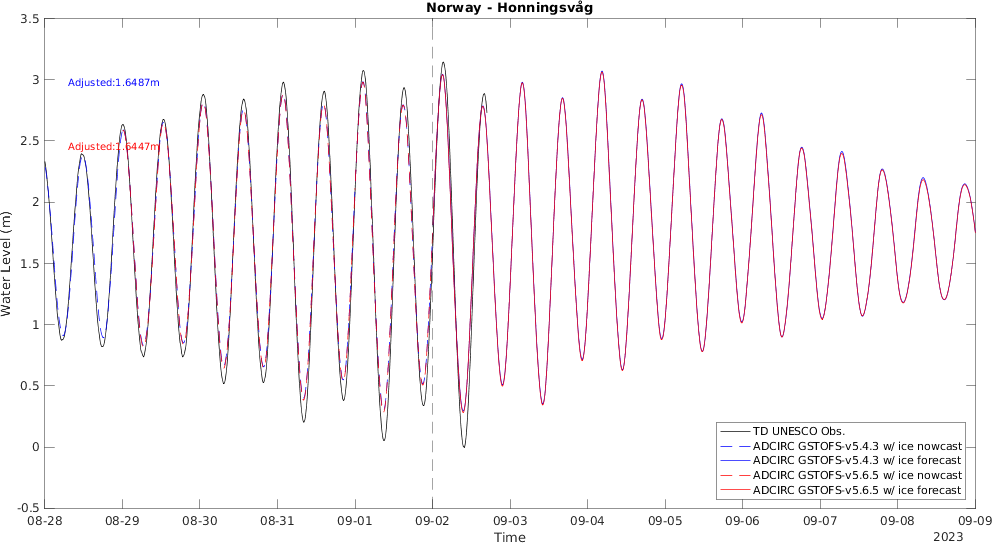 Norway - Honningsvåg
3.5
3
2.5
2
1.5
1
0.5
0
-0.5
Water Level (m)
Adjusted:1.6487m
Adjusted:1.6447m
TD UNESCO Obs.
ADCIRC GSTOFS-v5.4.3 w/ ice nowcast
ADCIRC GSTOFS-v5.4.3 w/ ice forecast
ADCIRC GSTOFS-v5.6.5 w/ ice nowcast
ADCIRC GSTOFS-v5.6.5 w/ ice forecast
08-28 08-29 08-30 08-31 09-01 09-02 09-03 09-04 09-05 09-06 09-07 09-08 09-09
Time
2023